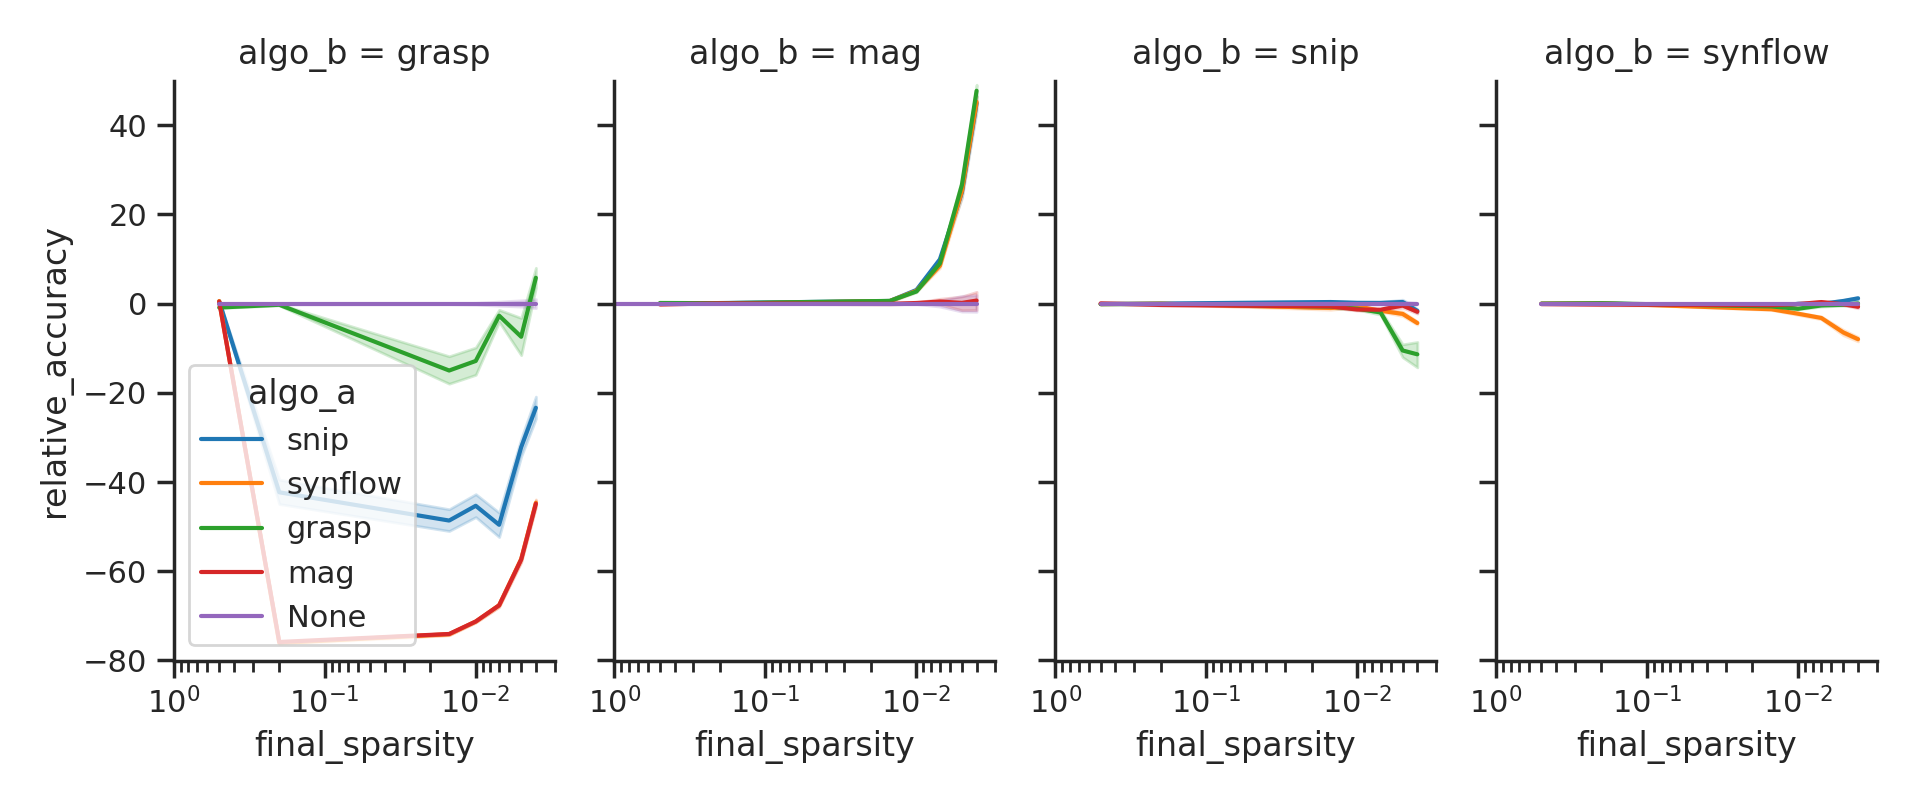 algo_b = grasp
algo_b = mag
algo_b = snip
algo_b = synflow
relative_accuracy
40
20
0
−20
−40
−60
−80
algo_a
snip
synflow
grasp
mag
None
10⁰ 10⁻¹ 10⁻²
10⁰ 10⁻¹ 10⁻²
10⁰ 10⁻¹ 10⁻²
10⁰ 10⁻¹ 10⁻²
final_sparsity
final_sparsity
final_sparsity
final_sparsity